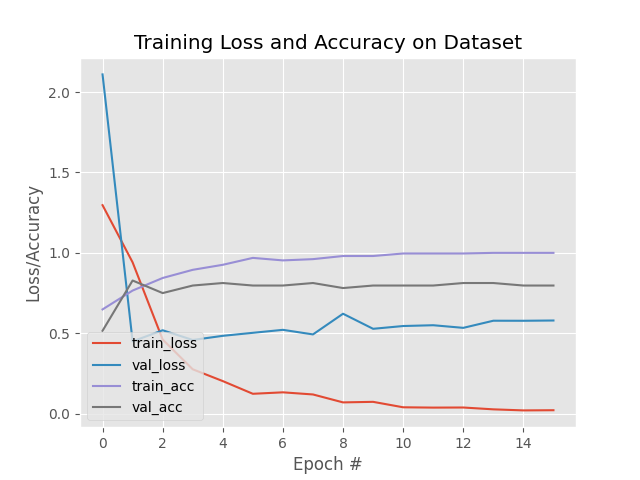 Training Loss and Accuracy on Dataset
Loss/Accuracy
2.0
1.5
1.0
0.5
0.0
train_loss
val_loss
train_acc
val_acc
0 2 4 6 8 10 12 14
Epoch #